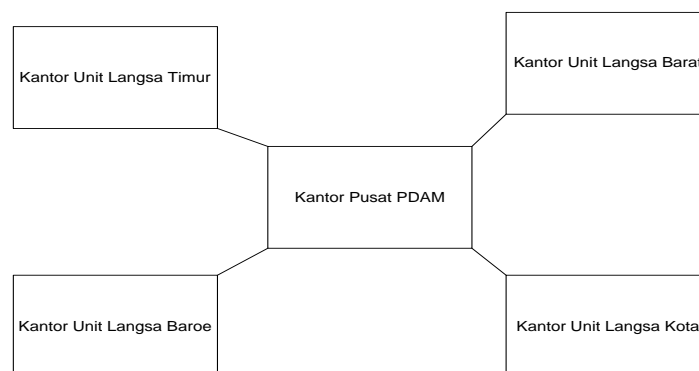 Kantor Unit Langsa Timur
Kantor Unit Langsa Barat
Kantor Pusat PDAM
Kantor Unit Langsa Baroe
Kantor Unit Langsa Kota